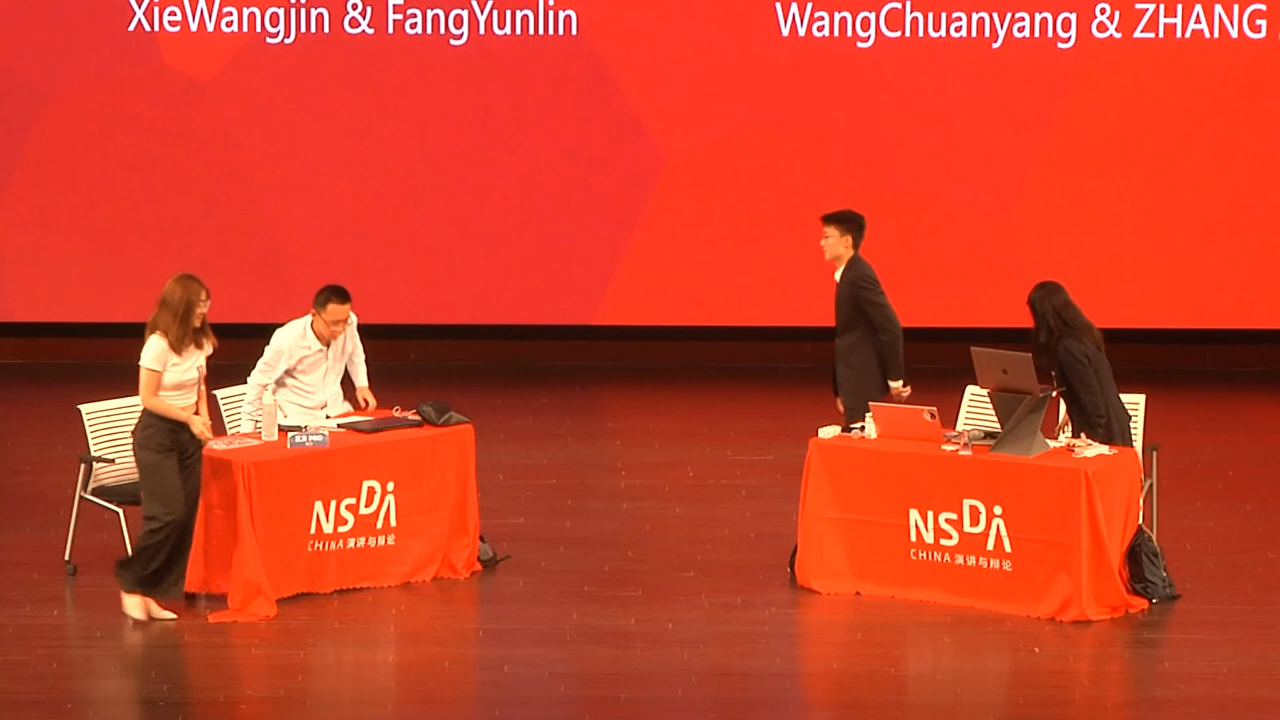 XieWangjin & FangYunlin
WangChuanyang & ZHANG
NSDA
CHINA 演讲与辩论
NSDA
CHINA 演讲与辩论